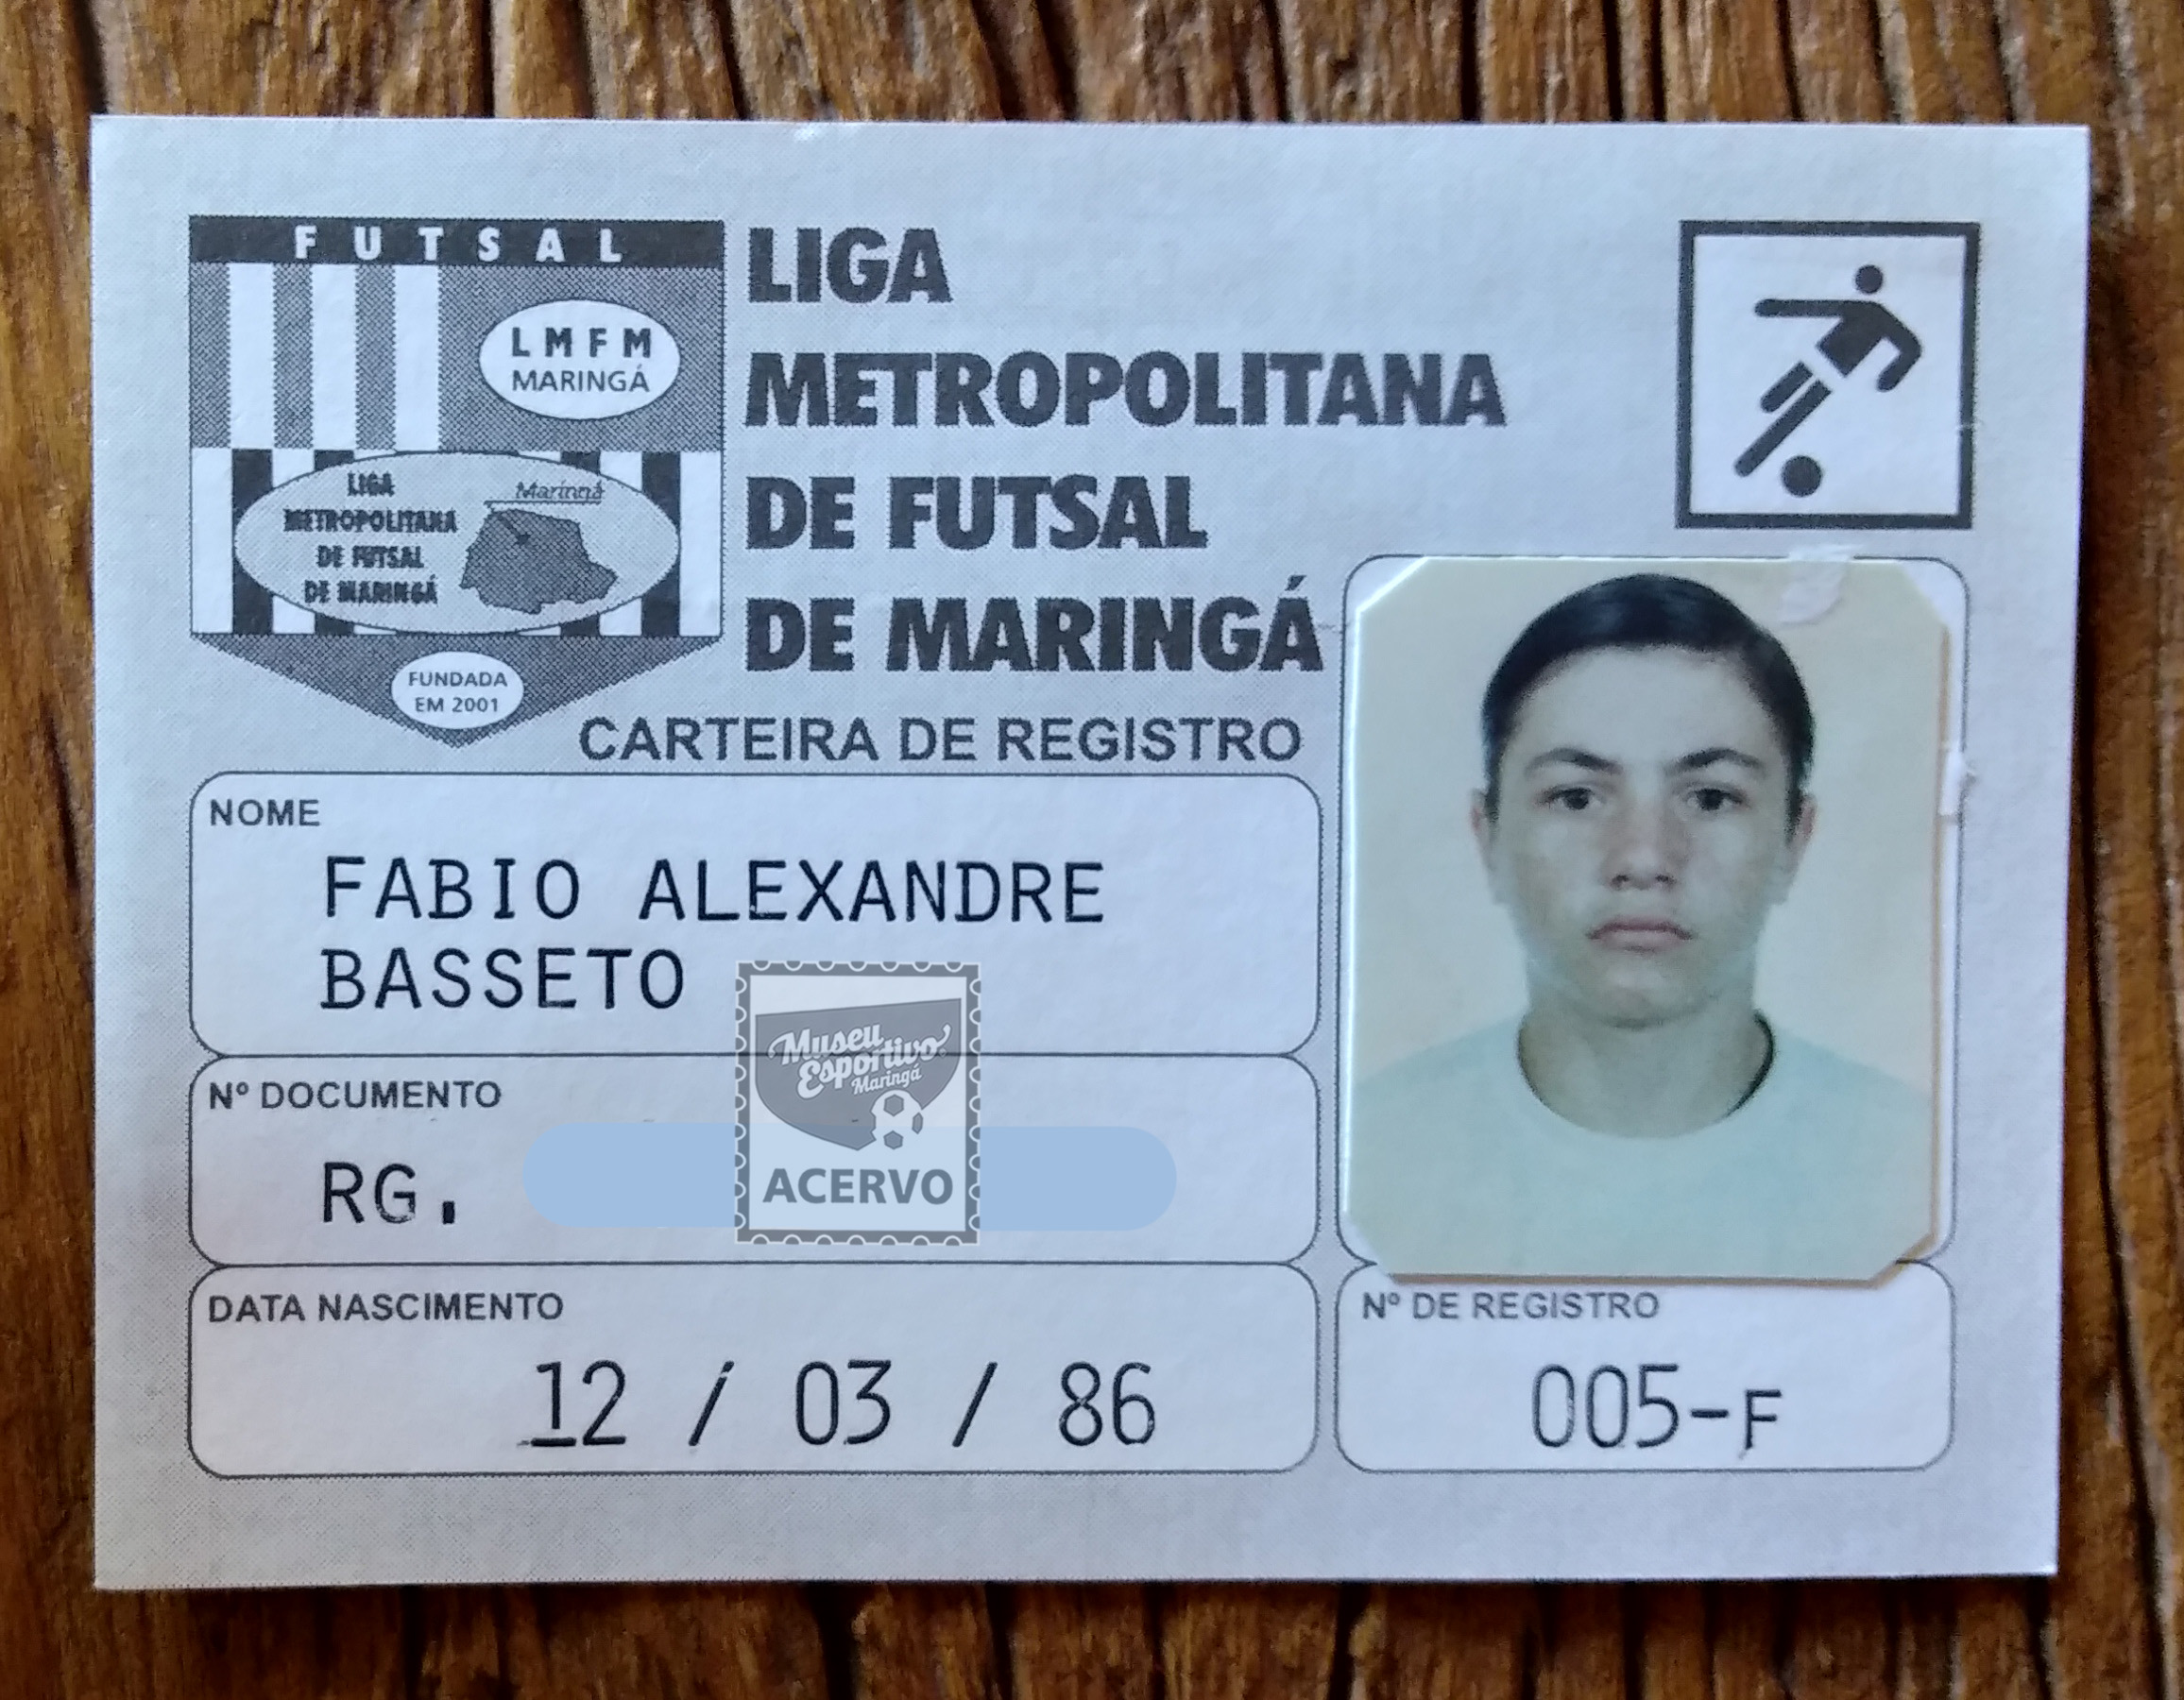 FUTSAL
LMFM
MARINGÁ
LIGA
METROPOLITANA
DE FUTSAL
DE MARINGÁ
Maringá
FUNDADA
EM 2001
LIGA
METROPOLITANA
DE FUTSAL
DE MARINGÁ
CARTEIRA DE REGISTRO
NOME
FABIO ALEXANDRE
BASSETO
Museu
Esportivo
Maringá
ACERVO
Nº DOCUMENTO
RG.
DATA NASCIMENTO
12 / 03 / 86
Nº DE REGISTRO
005-F